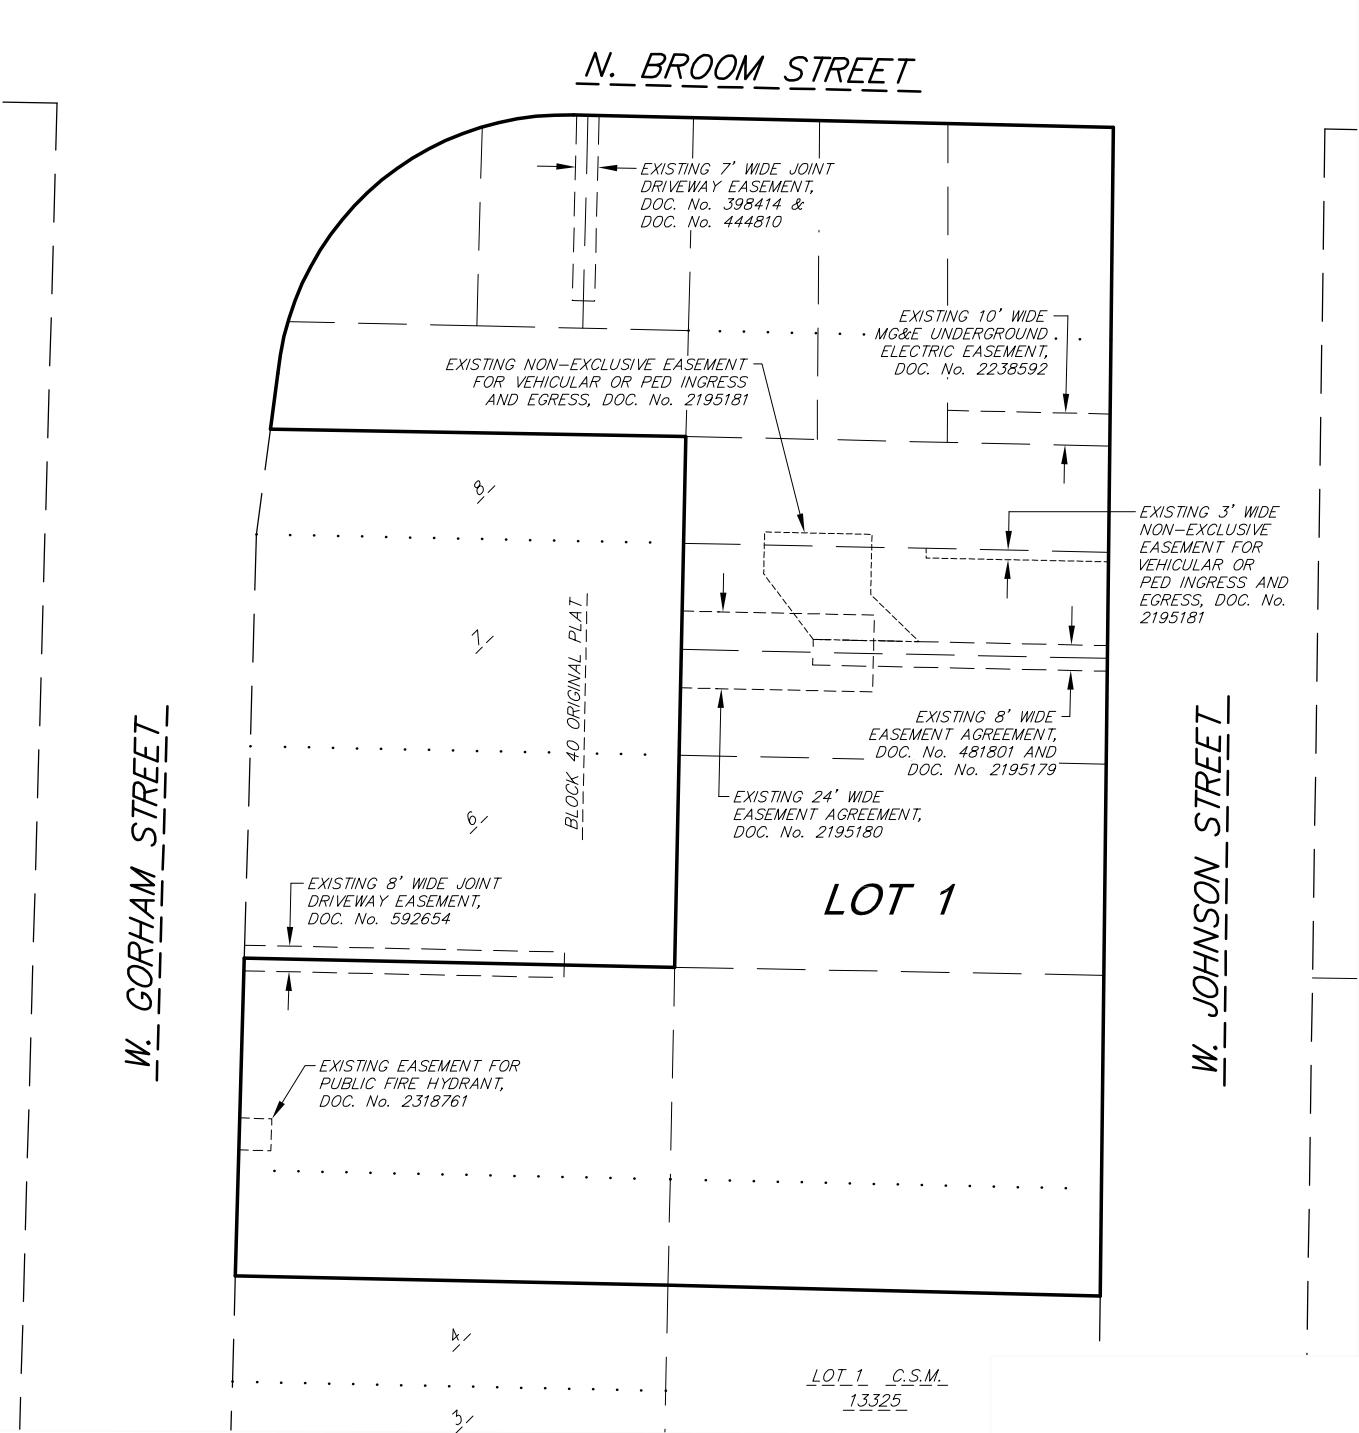 N. BROOM STREET
EXISTING 7' WIDE JOINT
DRIVEWAY EASEMENT,
DOC. No. 398414 &
DOC. No. 444810
EXISTING 10' WIDE
MG&E UNDERGROUND
ELECTRIC EASEMENT,
DOC. No. 2238592
EXISTING NON-EXCLUSIVE EASEMENT
FOR VEHICULAR OR PED INGRESS
AND EGRESS, DOC. No. 2195181
8
EXISTING 3' WIDE
NON-EXCLUSIVE
EASEMENT FOR
VEHICULAR OR
PED INGRESS AND
EGRESS, DOC. No.
2195181
7
BLOCK 40 ORIGINAL PLAT
W. GORHAM STREET
W. JOHNSON STREET
EXISTING 8' WIDE
EASEMENT AGREEMENT,
DOC. No. 481801 AND
DOC. No. 2195179
EXISTING 24' WIDE
EASEMENT AGREEMENT,
DOC. No. 2195180
6
EXISTING 8' WIDE JOINT
DRIVEWAY EASEMENT,
DOC. No. 592654
LOT 1
EXISTING EASEMENT FOR
PUBLIC FIRE HYDRANT,
DOC. No. 2318761
4
LOT 1 C.S.M.
13325
3